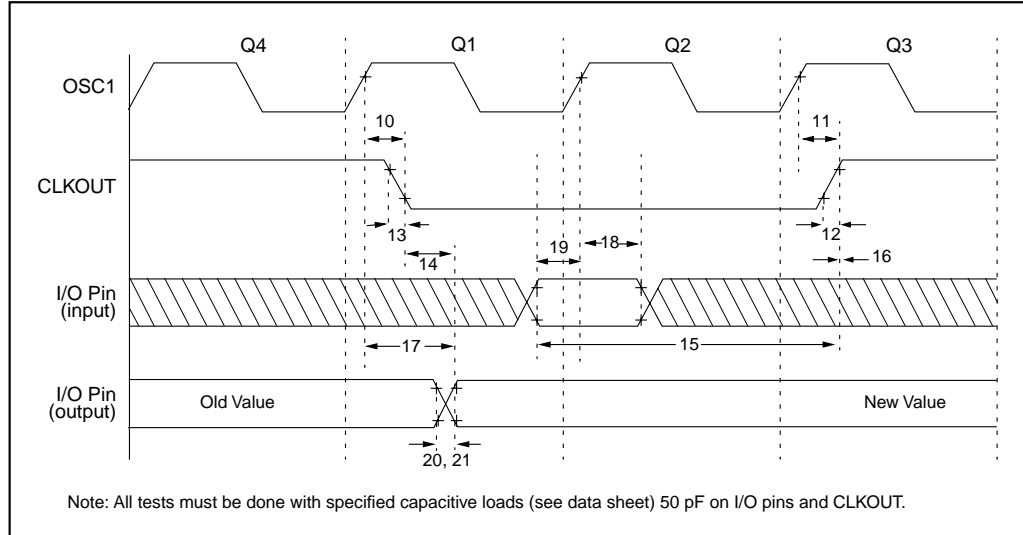 Q4 Q1 Q2 Q3
OSC1
10 11
CLKOUT
13 12
19 18
14 16
I/O Pin
(input)
17 15
I/O Pin
(output)
Old Value New Value
20, 21
Note: All tests must be done with specified capacitive loads (see data sheet) 50 pF on I/O pins and CLKOUT.